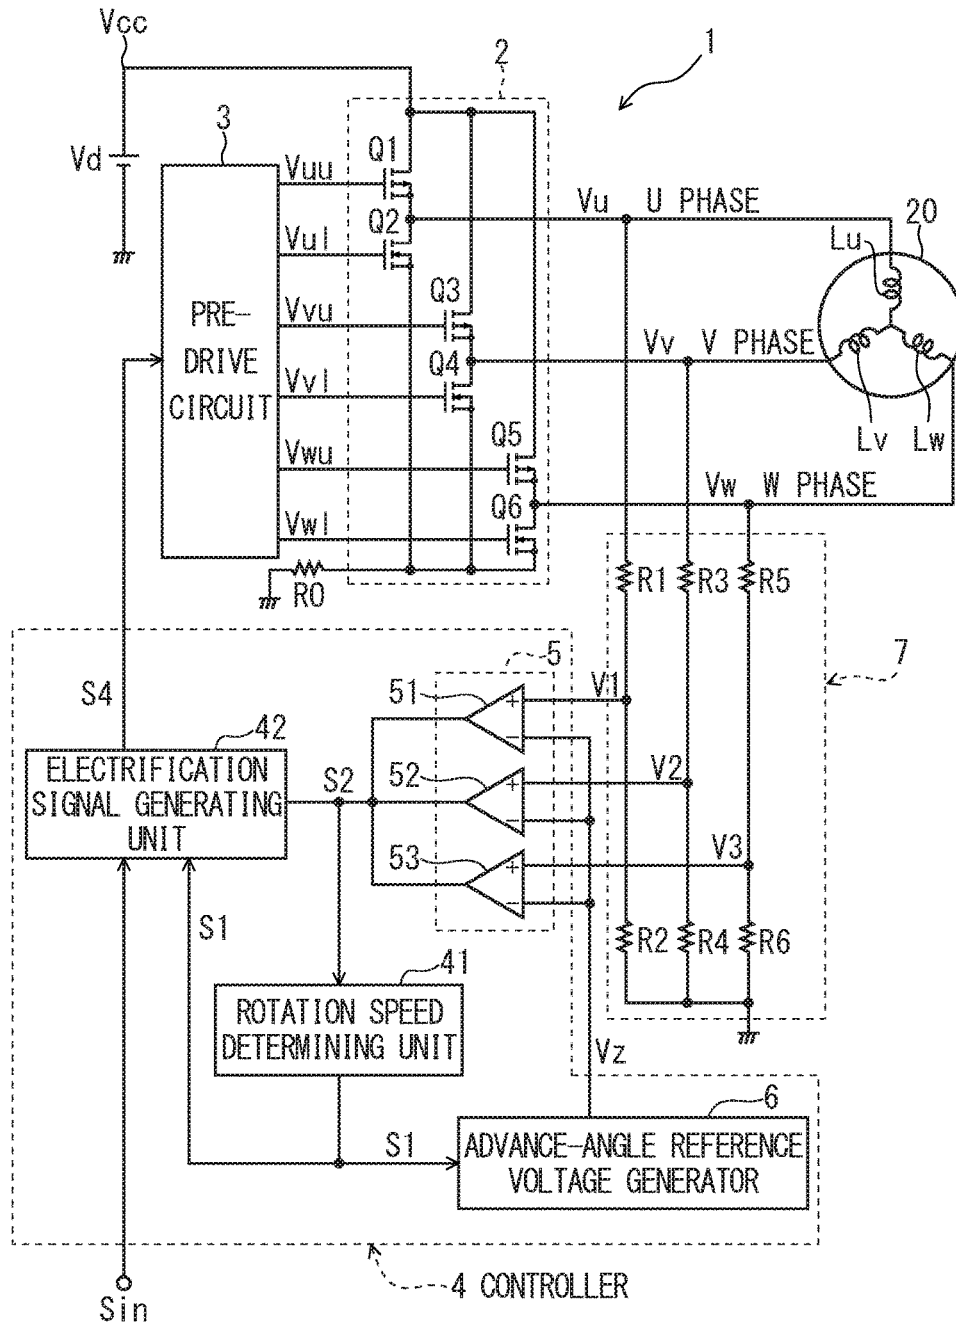 Vcc
1
2
3
Vd
Vuu
Q1
Vu
U PHASE
20
Vul
Q2
Lu
PRE-
DRIVE
CIRCUIT
Vvu
Q3
Vv
V PHASE
Vvl
Q4
Lv
Lw
Vwu
Q5
Vw
W PHASE
Vwl
Q6
R0
R1
R3
R5
7
5
S4
51
+
−
V1
42
ELECTRIFICATION
SIGNAL GENERATING
UNIT
S2
52
+
−
V2
53
+
−
V3
S1
R2
R4
R6
41
ROTATION SPEED
DETERMINING UNIT
Vz
6
S1
ADVANCE-ANGLE REFERENCE
VOLTAGE GENERATOR
4 CONTROLLER
Sin